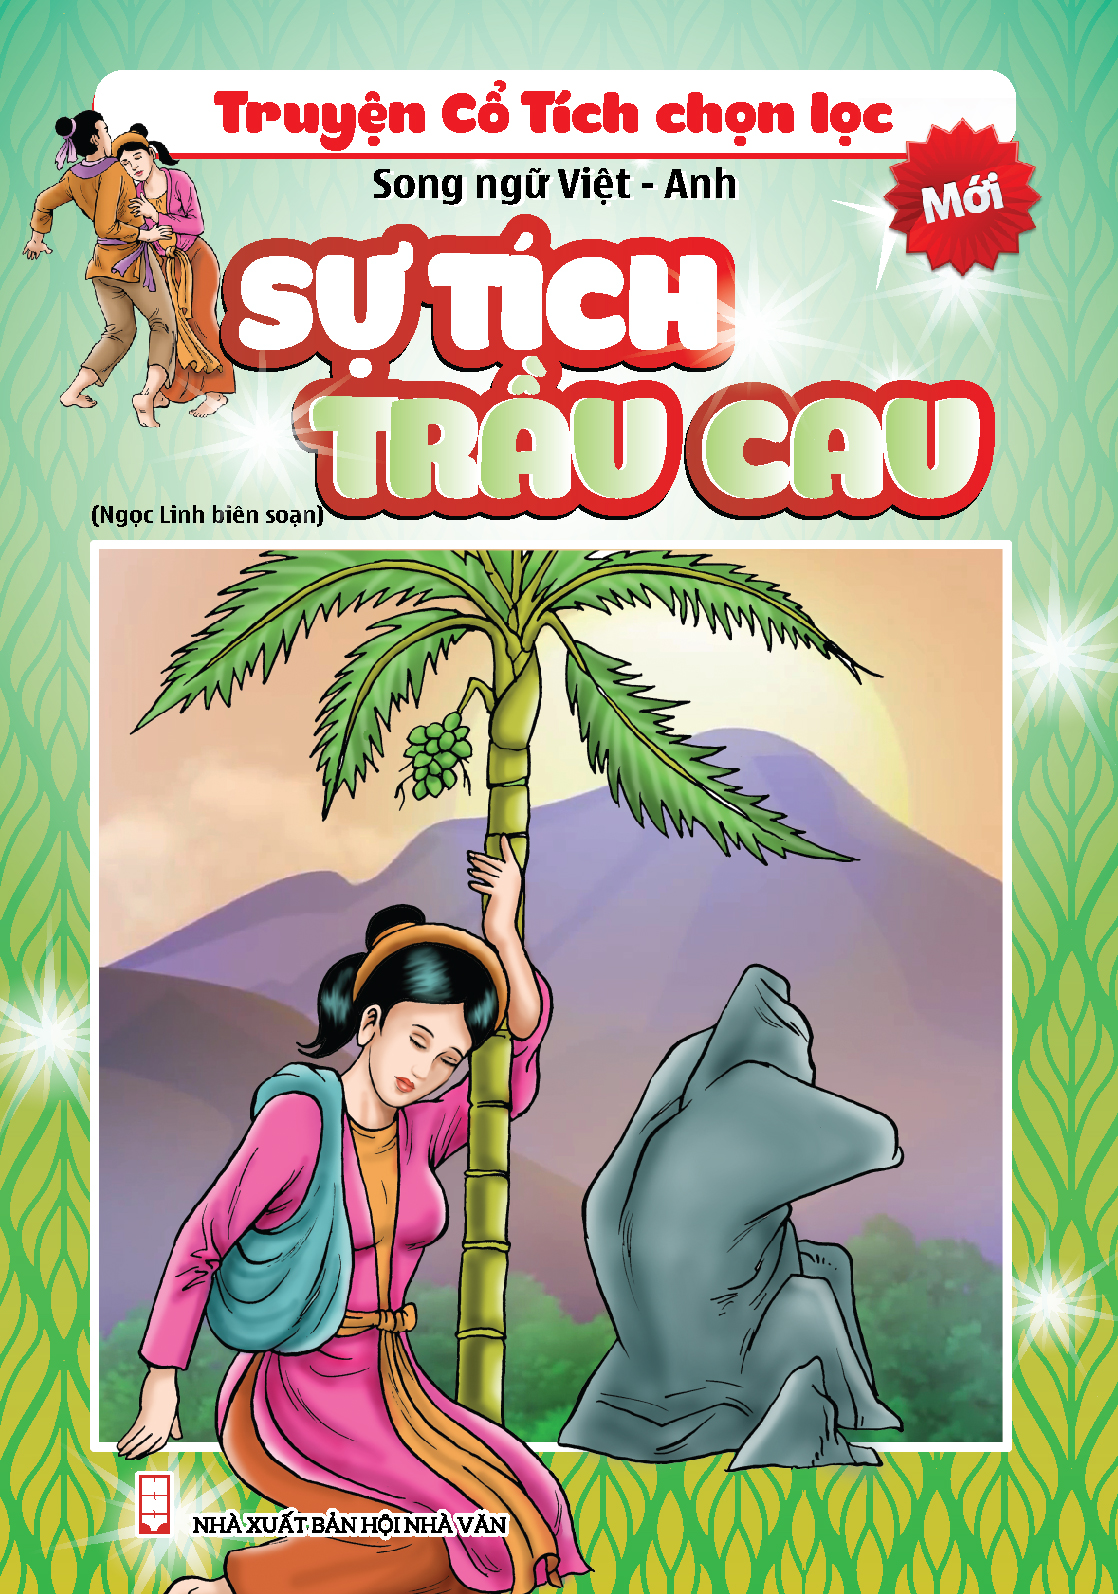 Truyện Cổ Tích chọn lọc
Song ngữ Việt - Anh
Mới
SỰ TÍCH
TRẦU CAU
(Ngọc Linh biên soạn)
NHÀ XUẤT BẢN HỘI NHÀ VĂN